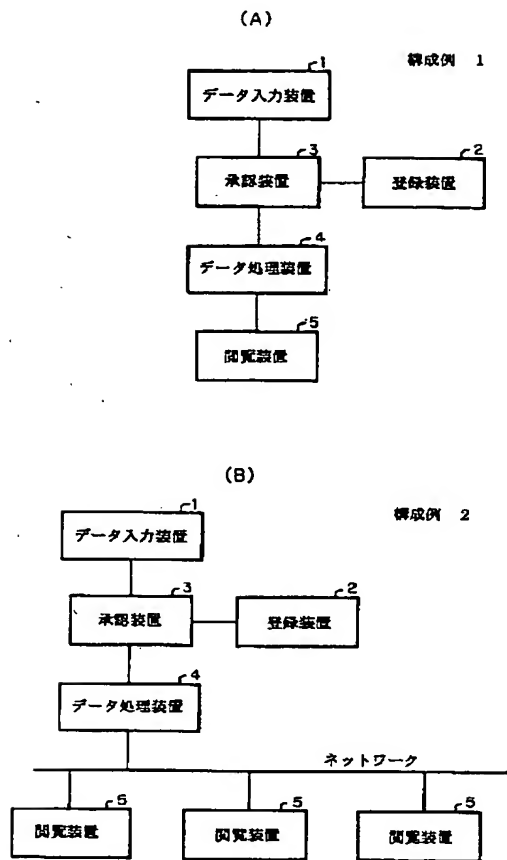 (A)
構成例 1
1
データ入力装置
3
承認装置
2
登録装置
4
データ処理装置
5
閲覧装置
(B)
構成例 2
1
データ入力装置
3
承認装置
2
登録装置
4
データ処理装置
ネットワーク
5
閲覧装置
5
閲覧装置
5
閲覧装置